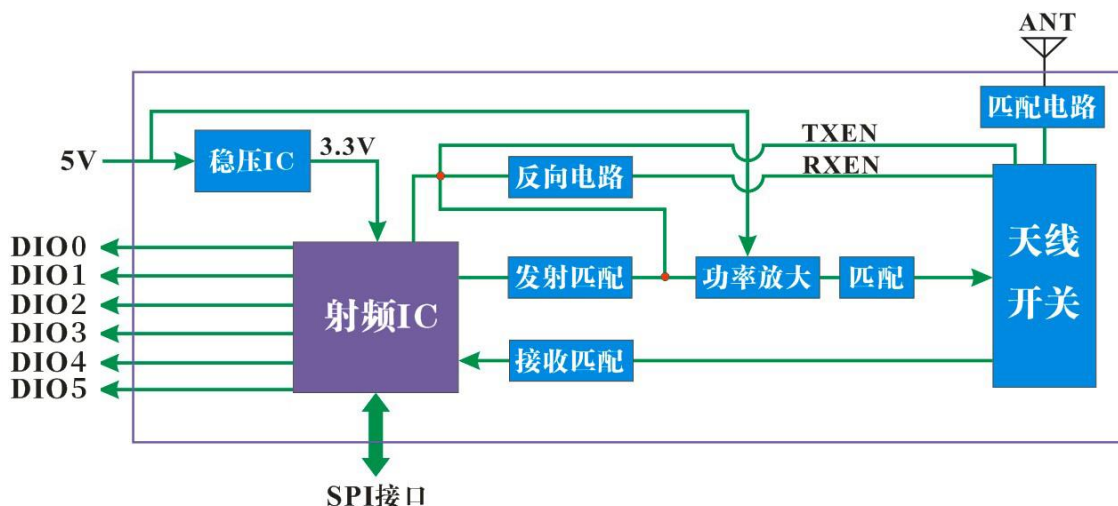 ANT
匹配电路
TXEN
5V
稳压IC
3.3V
反向电路
RXEN
天线
开关
DIO0
DIO1
DIO2
DIO3
DIO4
DIO5
射频IC
发射匹配
功率放大
匹配
接收匹配
SPI接口